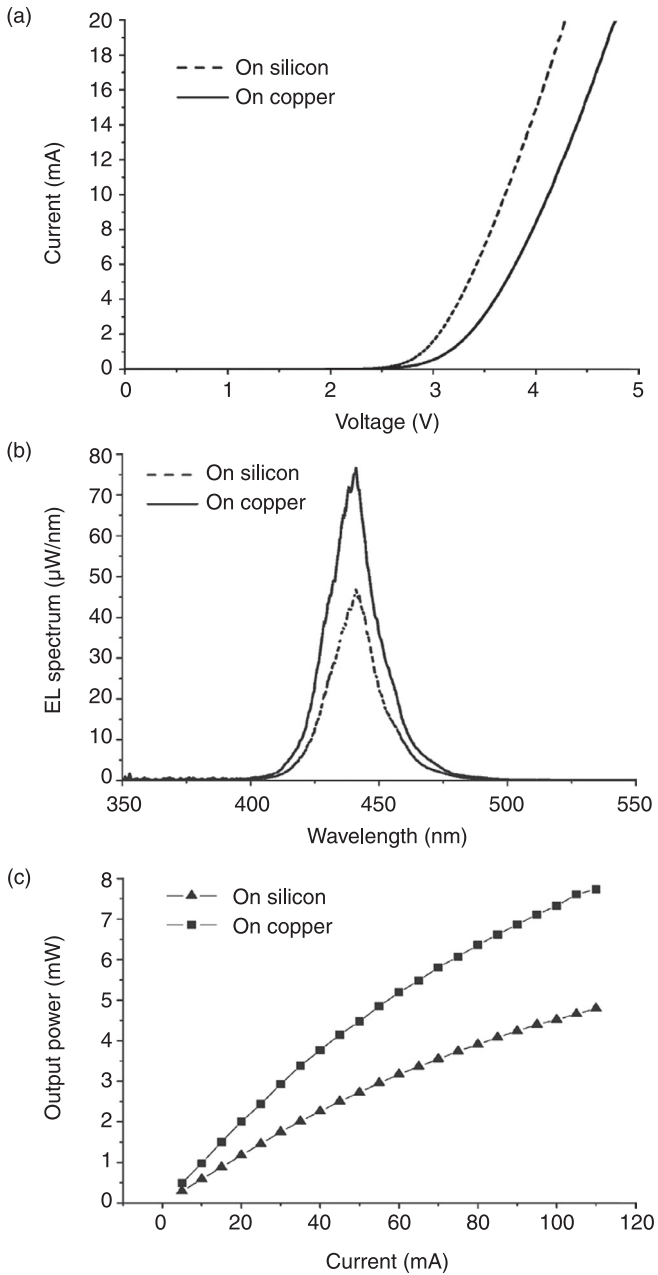 (a)
20
18
16
14
12
10
8
6
4
2
0
Current (mA)
On silicon
On copper
0 1 2 3 4 5
Voltage (V)
(b)
80
70
60
50
40
30
20
10
0
EL spectrum (μW/nm)
On silicon
On copper
350 400 450 500 550
Wavelength (nm)
(c)
8
7
6
5
4
3
2
1
0
Output power (mW)
On silicon
On copper
0 20 40 60 80 100 120
Current (mA)